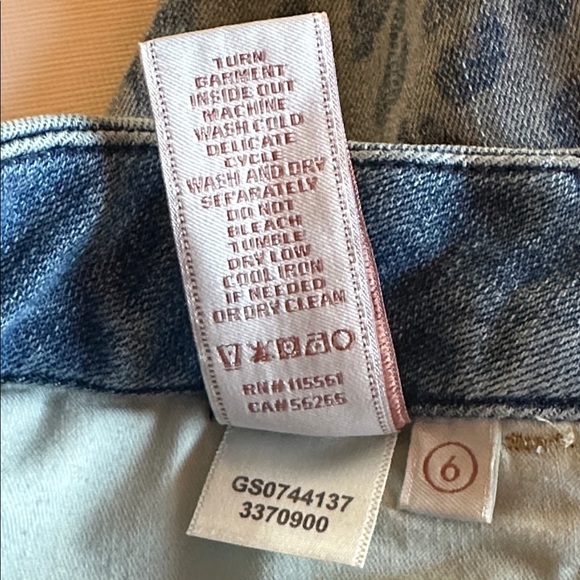 TURN
GARMENT
INSIDE OUT
MACHINE
WASH COLD
DELICATE
CYCLE
WASH AND DRY
SEPARATELY
DO NOT
BLEACH
TUMBLE
DRY LOW
COOL IRON
IF NEEDED
OR DRY CLEAN
RN# 115561
CA# 56266
GS0744137
3370900
6